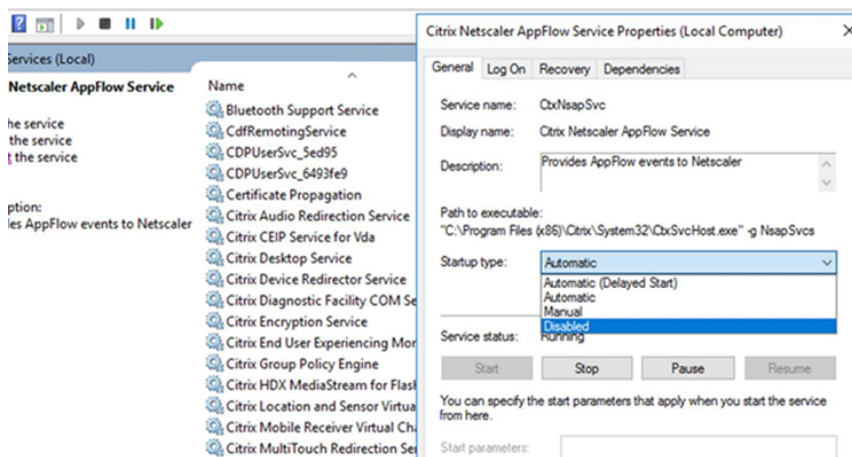 Services (Local)
Netscaler AppFlow Service
he service
the service
the service
ption:
les AppFlow events to Netscaler
Name
Bluetooth Support Service
CdfRemotingService
CDPUserSvc_5ed95
CDPUserSvc_6493fe9
Certificate Propagation
Citrix Audio Redirection Service
Citrix CEIP Service for Vda
Citrix Desktop Service
Citrix Device Redirector Service
Citrix Diagnostic Facility COM Se
Citrix Encryption Service
Citrix End User Experiencing Mor
Citrix Group Policy Engine
Citrix HDX MediaStream for Flash
Citrix Location and Sensor Virtua
Citrix Mobile Receiver Virtual Cha
Citrix MultiTouch Redirection Ser
Citrix Netscaler AppFlow Service Properties (Local Computer)
General Log On Recovery Dependencies
Service name: CtxNsapSvc
Display name: Citrix Netscaler AppFlow Service
Description: Provides AppFlow events to Netscaler
Path to executable:
"C:\Program Files (x86)\Citrix\System32\CtxSvcHost.exe" -g NsapSvcs
Startup type: Automatic
Automatic (Delayed Start)
Automatic
Manual
Disabled
Service status: Running
Start Stop Pause Resume
You can specify the start parameters that apply when you start the service
from here.
Start parameters: